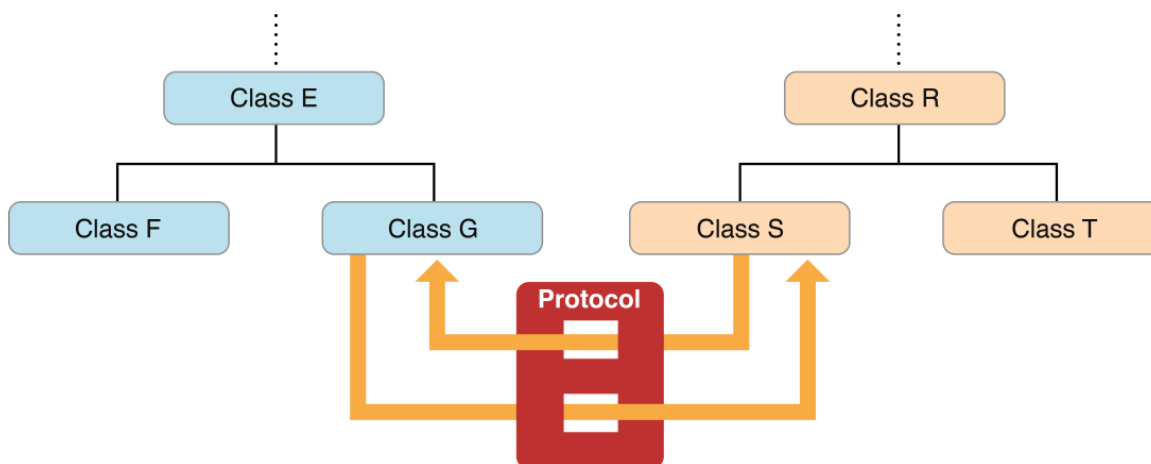 Class E
Class R
Class F
Class G
Class S
Class T
Protocol